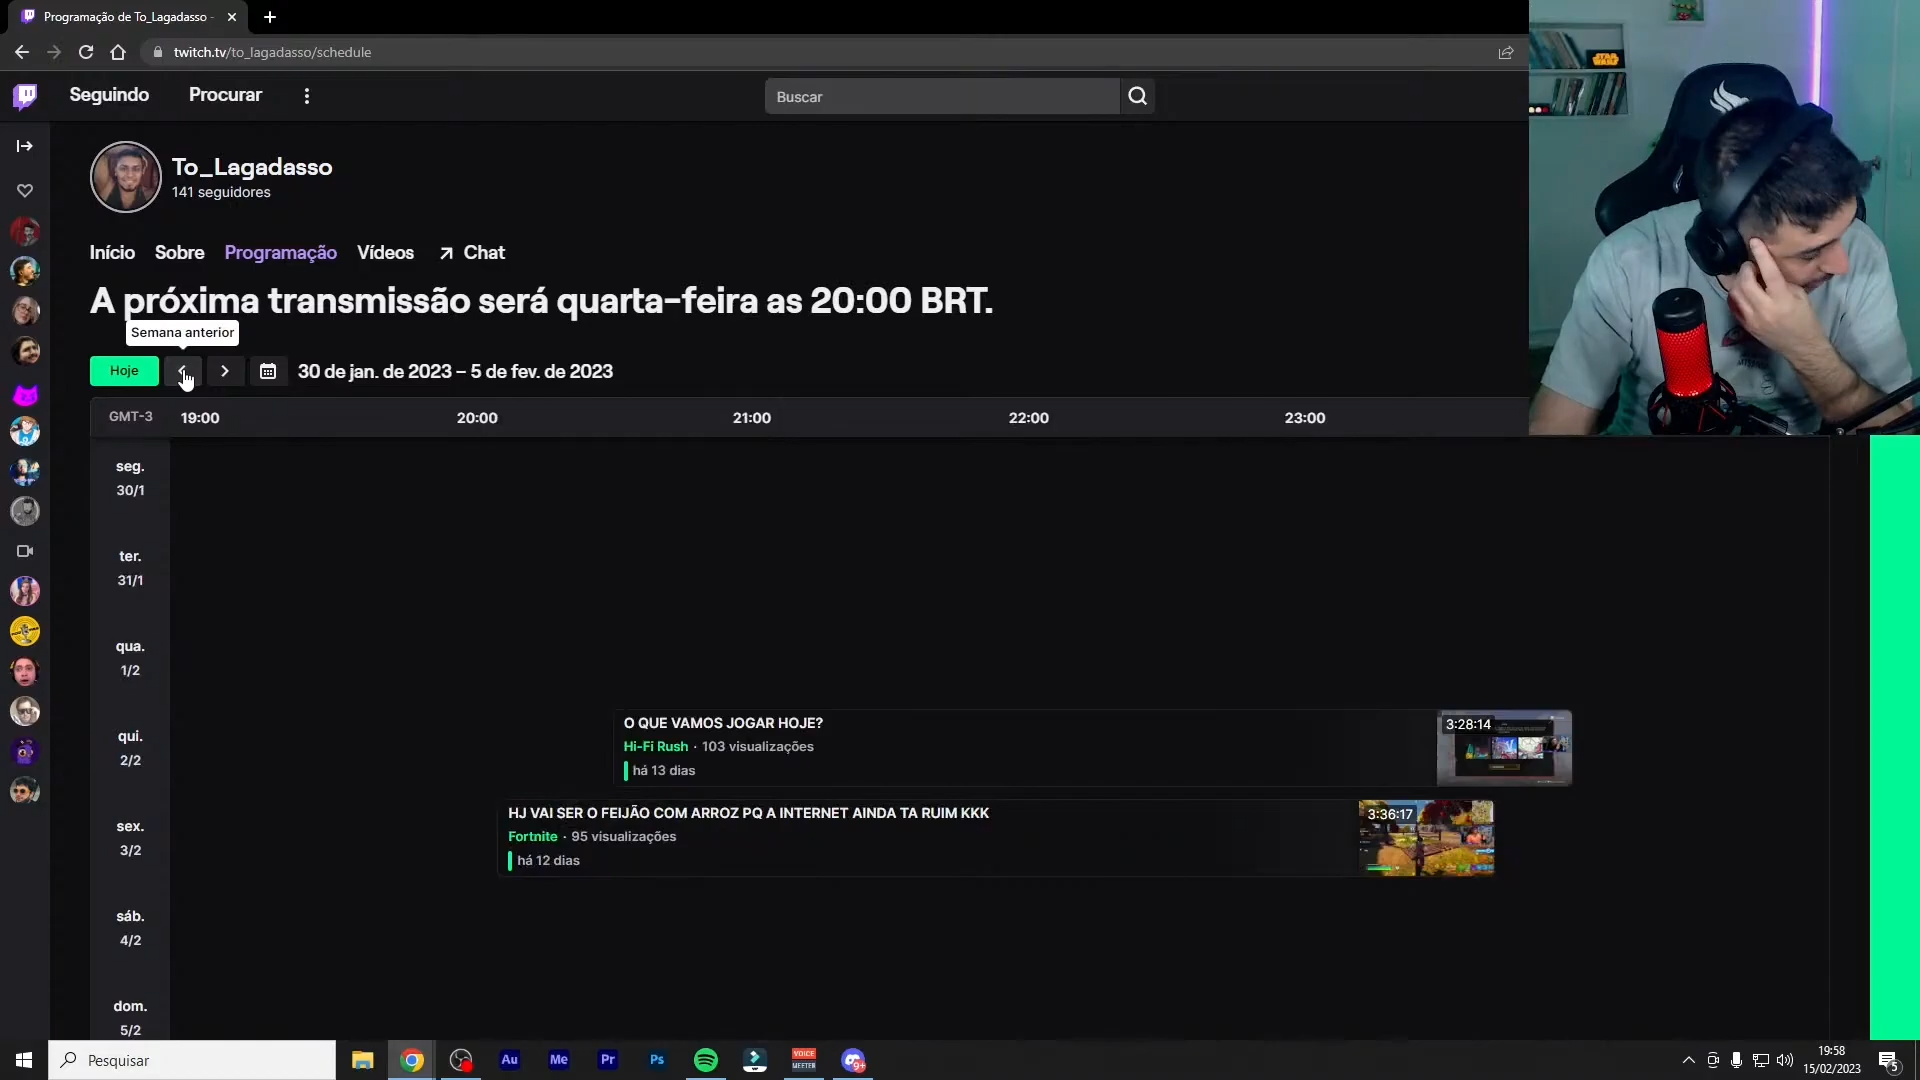 Programação de To_Lagadasso -
twitch.tv/to_lagadasso/schedule
Seguindo
Procurar
Buscar
STAR WARS
To_Lagadasso
141 seguidores
Início
Sobre
Programação
Vídeos
Chat
A próxima transmissão será quarta-feira as 20:00 BRT.
Semana anterior
Hoje
30 de jan. de 2023 – 5 de fev. de 2023
GMT-3
19:00
20:00
21:00
22:00
23:00
seg.
30/1
ter.
31/1
qua.
1/2
qui.
2/2
O QUE VAMOS JOGAR HOJE?
Hi-Fi Rush · 103 visualizações
há 13 dias
3:28:14
sex.
3/2
HJ VAI SER O FEIJÃO COM ARROZ PQ A INTERNET AINDA TA RUIM KKK
Fortnite · 95 visualizações
há 12 dias
3:36:17
sáb.
4/2
dom.
5/2
Pesquisar
Au
Me
Pr
Ps
VOICE
MEETER
9+
19:58
15/02/2023
5